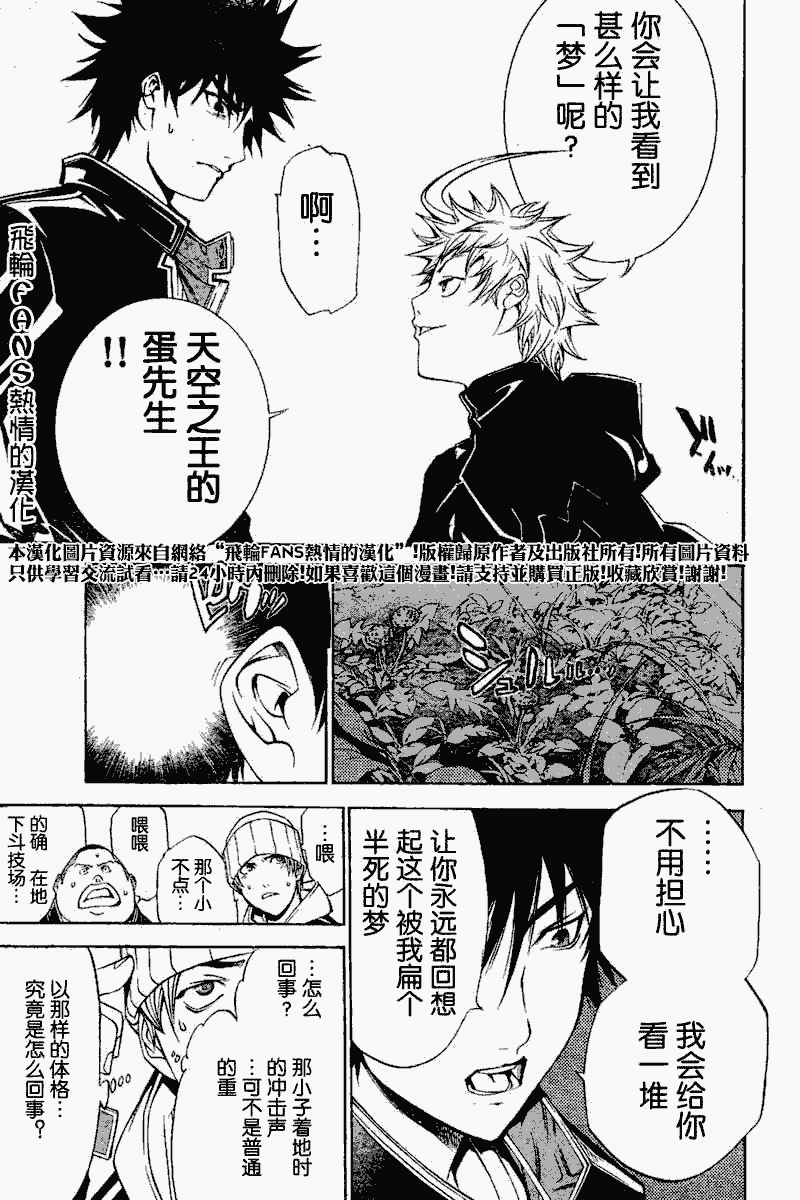 你会让我看到
甚么样的
「梦」呢？
啊…
天空之王的
蛋先生
！！
飛輪FANS熱情的漢化
本漢化圖片資源來自網絡“飛輪FANS熱情的漢化”!版權歸原作者及出版社所有!所有圖片資料
只供學習交流試看…請24小時內刪除!如果喜歡這個漫畫!請支持並購買正版!收藏欣賞!謝謝!
シュルルル...
……
不用担心
我会给你
看一堆
让你永远都回想
起这个被我扁个
半死的梦
…喂
那个小
不点…
喂喂
的确 在地
下斗技场…
…怎么
回事？
那小子着地时
的冲击声
…可不是普通
的重
以那样的体格…
究竟是怎么回事？